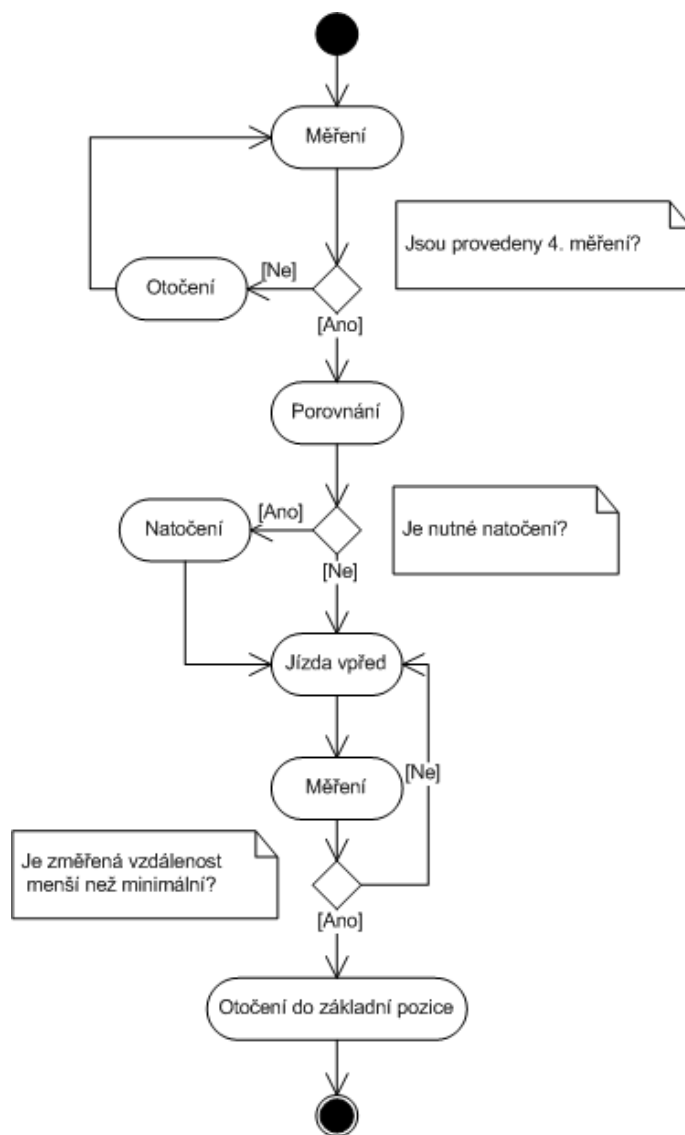 Měření
Jsou provedeny 4. měření?
[Ne]
Otočení
[Ano]
Porovnání
[Ano]
Natočení
Je nutné natočení?
[Ne]
Jízda vpřed
[Ne]
Měření
Je změřená vzdálenost
menší než minimální?
[Ano]
Otočení do základní pozice